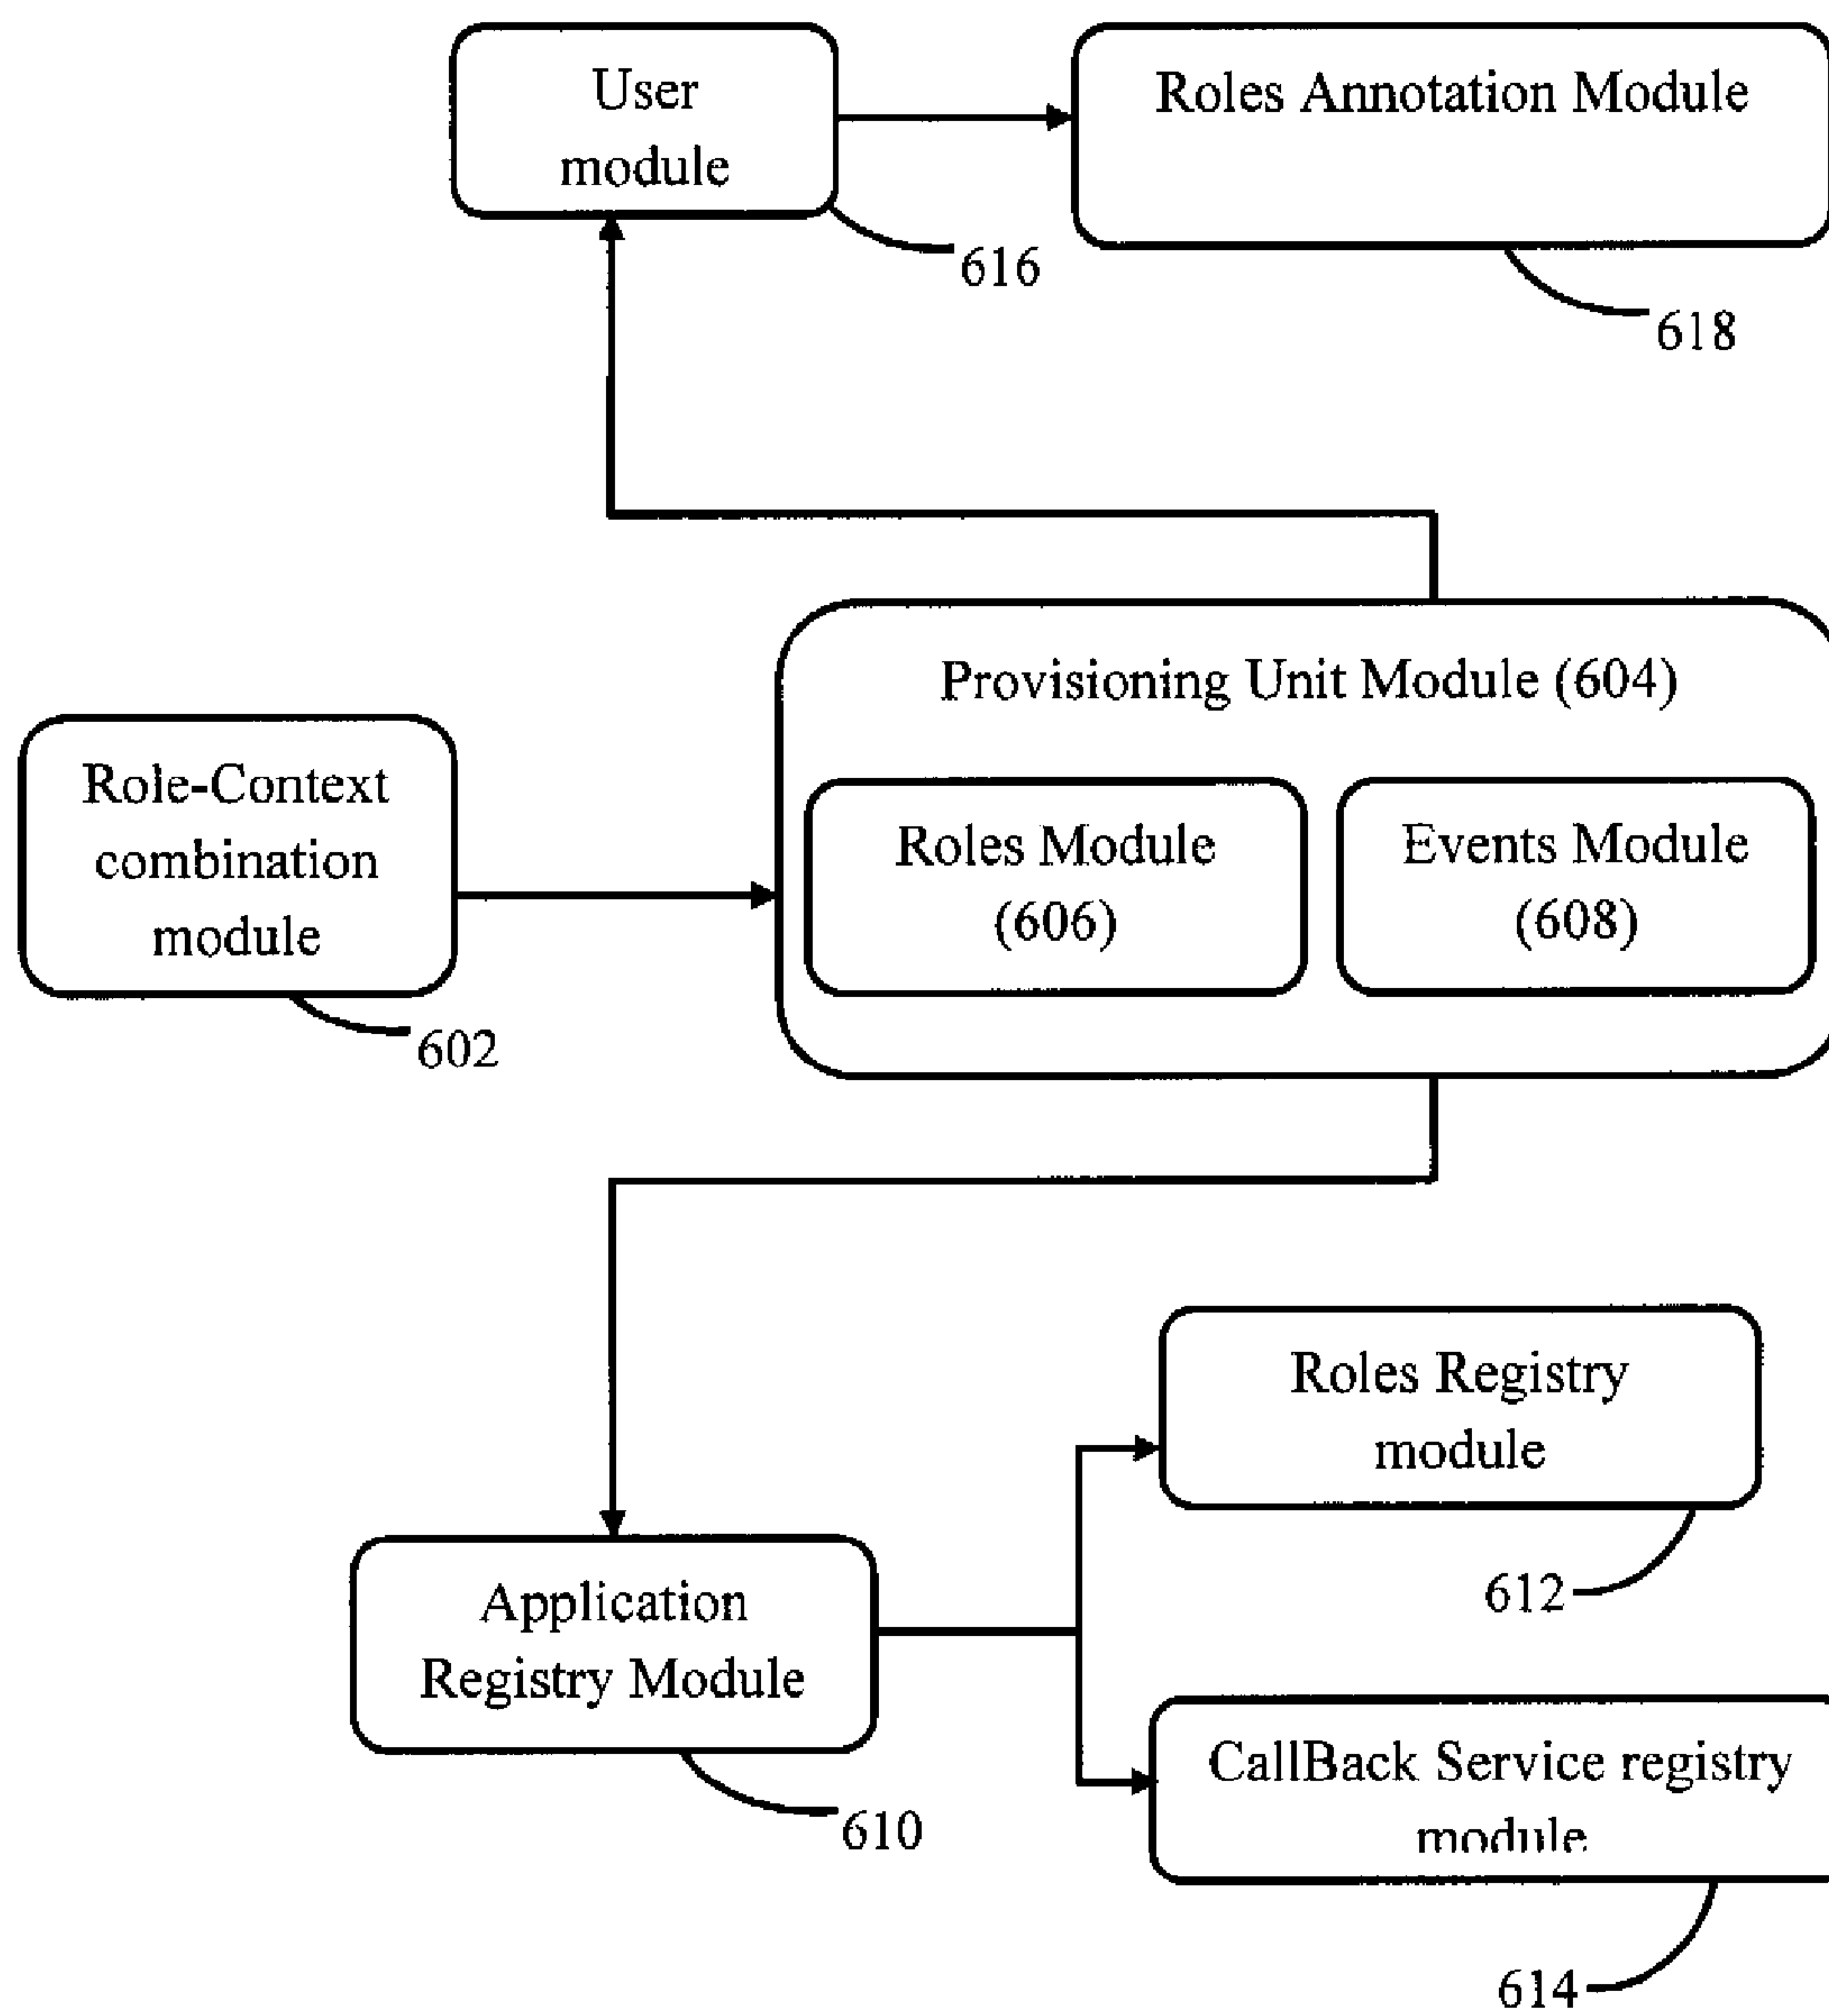 User
module
616
Roles Annotation Module
618
Provisioning Unit Module (604)
Role-Context
combination
module
602
Roles Module
(606)
Events Module
(608)
Roles Registry
module
612
Application
Registry Module
610
CallBack Service registry
module
614